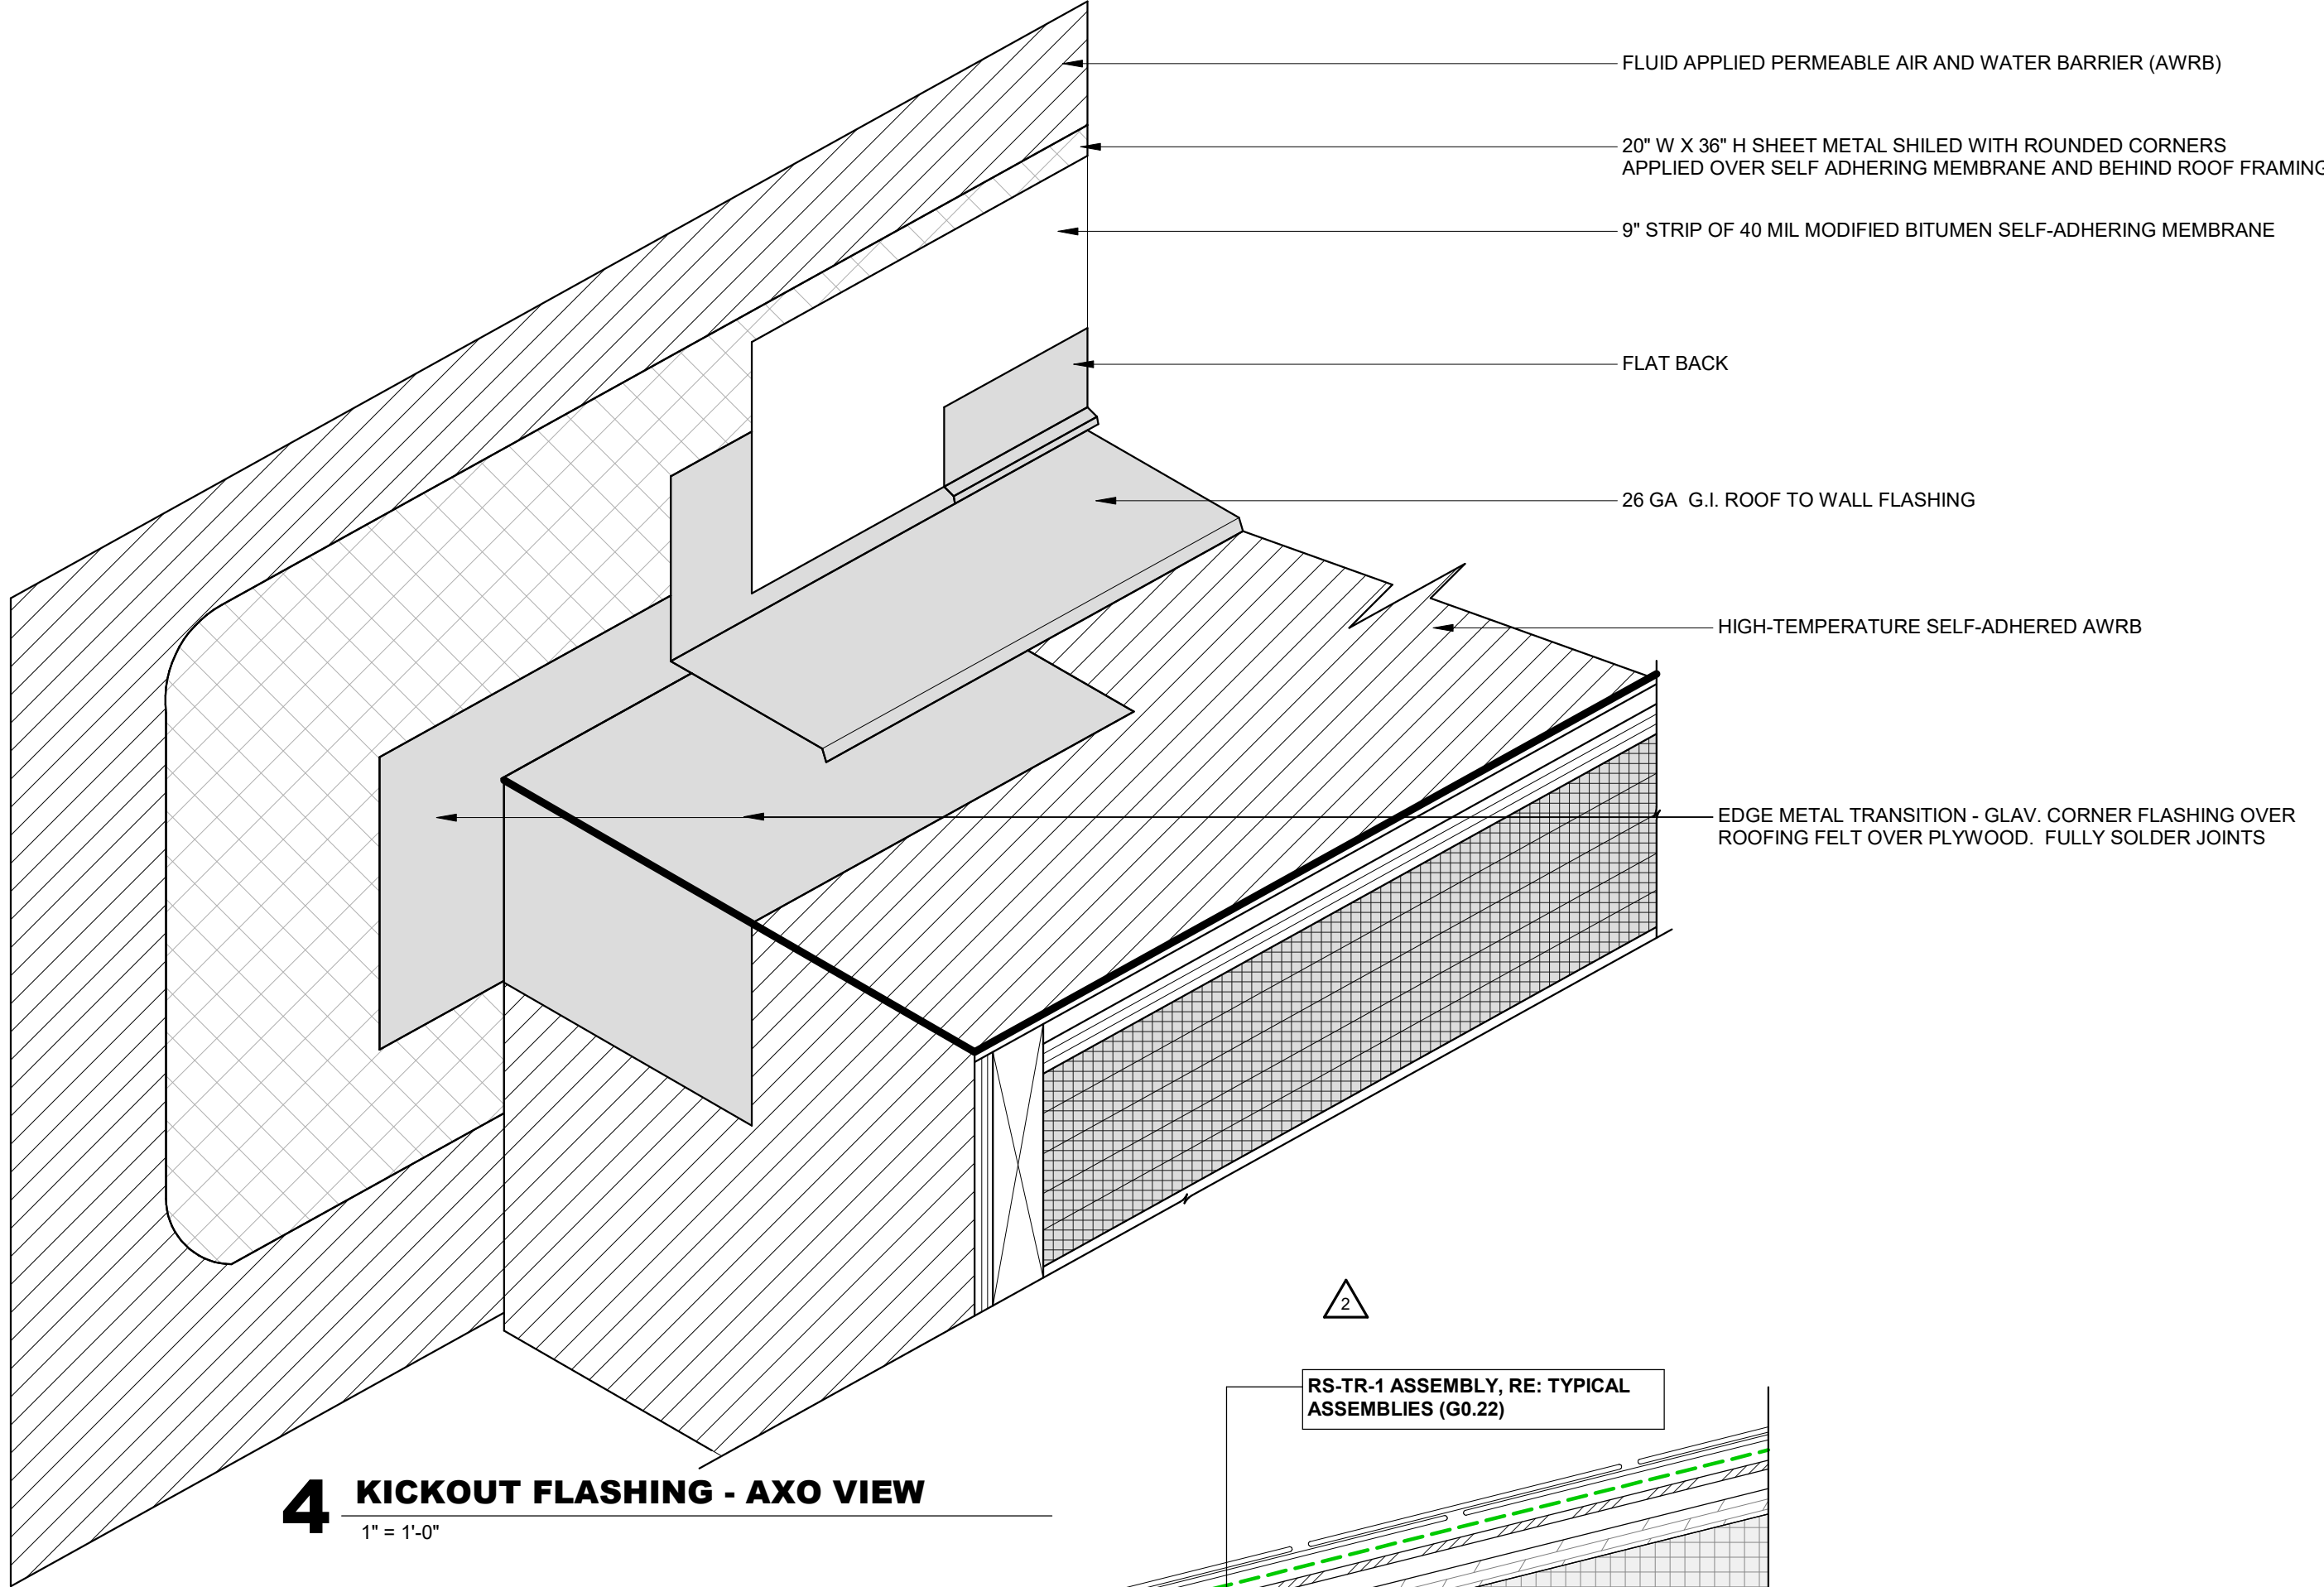 FLUID APPLIED PERMEABLE AIR AND WATER BARRIER (AWRB)
20" W X 36" H SHEET METAL SHILED WITH ROUNDED CORNERS
APPLIED OVER SELF ADHERING MEMBRANE AND BEHIND ROOF FRAMING
9" STRIP OF 40 MIL MODIFIED BITUMEN SELF-ADHERING MEMBRANE
FLAT BACK
26 GA  G.I. ROOF TO WALL FLASHING
HIGH-TEMPERATURE SELF-ADHERED AWRB
EDGE METAL TRANSITION - GLAV. CORNER FLASHING OVER
ROOFING FELT OVER PLYWOOD.  FULLY SOLDER JOINTS
2
RS-TR-1 ASSEMBLY, RE: TYPICAL
ASSEMBLIES (G0.22)
4 KICKOUT FLASHING - AXO VIEW
1" = 1'-0"